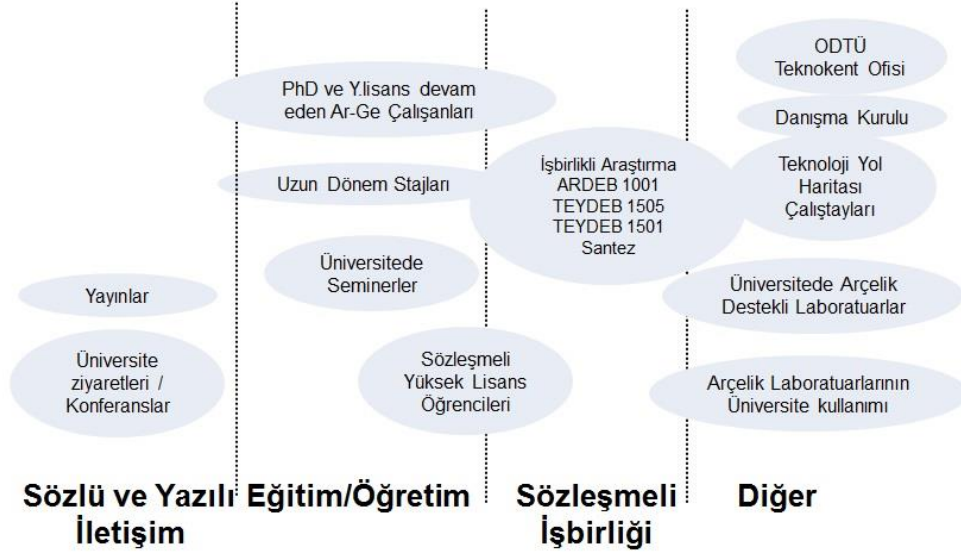 ODTÜ
Teknokent Ofisi
PhD ve Y.lisans devam
eden Ar-Ge Çalışanları
Danışma Kurulu
İşbirlikli Araştırma
ARDEB 1001
TEYDEB 1505
TEYDEB 1501
Santez
Teknoloji Yol
Haritası
Çalıştayları
Uzun Dönem Stajları
Üniversitede
Seminerler
Yayınlar
Üniversitede Arçelik
Destekli Laboratuarlar
Üniversite
ziyaretleri /
Konferanslar
Sözleşmeli
Yüksek Lisans
Öğrencileri
Arçelik Laboratuarlarının
Üniversite kullanımı
Sözlü ve Yazılı
İletişim
Eğitim/Öğretim
Sözleşmeli
İşbirliği
Diğer